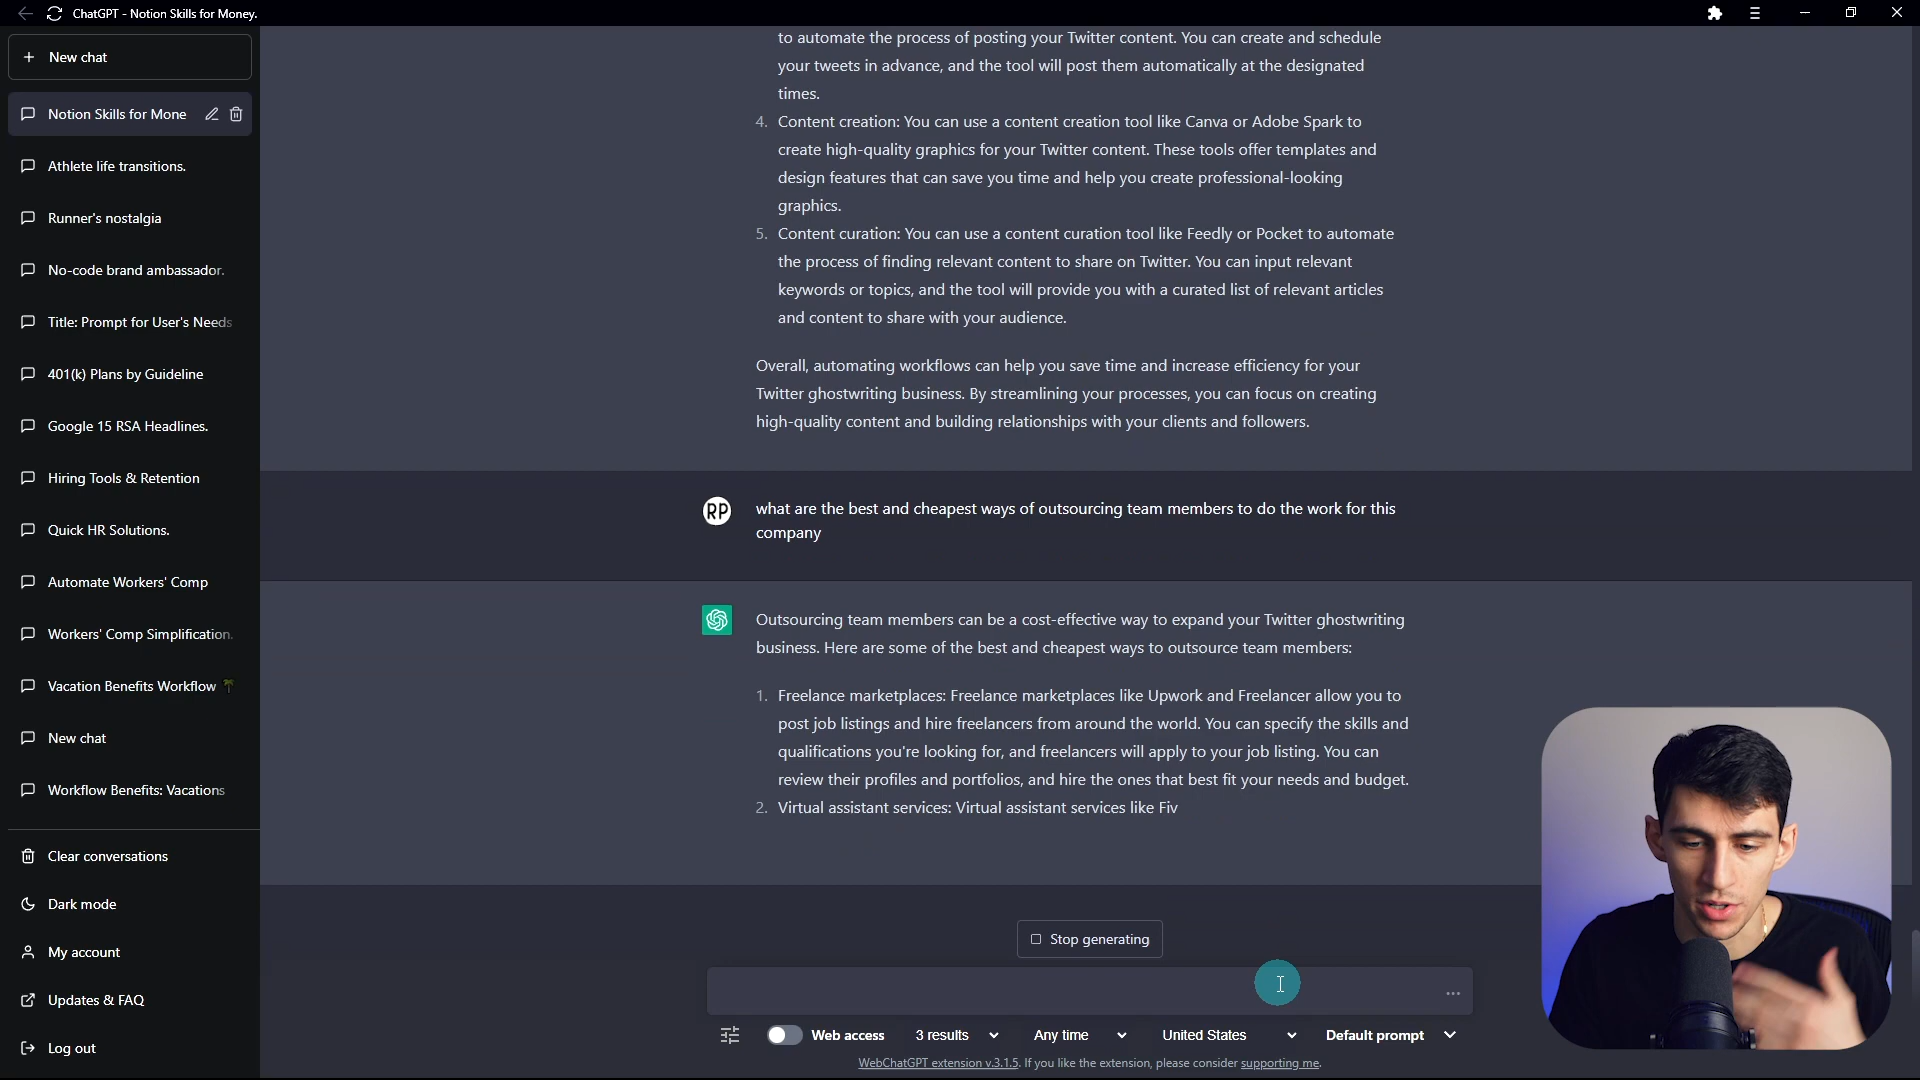 ChatGPT - Notion Skills for Money.
New chat
Notion Skills for Mone
Athlete life transitions.
Runner's nostalgia
No-code brand ambassador.
Title: Prompt for User's Needs
401(k) Plans by Guideline
Google 15 RSA Headlines.
Hiring Tools & Retention
Quick HR Solutions.
Automate Workers' Comp
Workers' Comp Simplification.
Vacation Benefits Workflow 🌴
New chat
Workflow Benefits: Vacations
Clear conversations
Dark mode
My account
Updates & FAQ
Log out
to automate the process of posting your Twitter content. You can create and schedule
your tweets in advance, and the tool will post them automatically at the designated
times.
4. Content creation: You can use a content creation tool like Canva or Adobe Spark to
create high-quality graphics for your Twitter content. These tools offer templates and
design features that can save you time and help you create professional-looking
graphics.
5. Content curation: You can use a content curation tool like Feedly or Pocket to automate
the process of finding relevant content to share on Twitter. You can input relevant
keywords or topics, and the tool will provide you with a curated list of relevant articles
and content to share with your audience.
Overall, automating workflows can help you save time and increase efficiency for your
Twitter ghostwriting business. By streamlining your processes, you can focus on creating
high-quality content and building relationships with your clients and followers.
RP
what are the best and cheapest ways of outsourcing team members to do the work for this
company
Outsourcing team members can be a cost-effective way to expand your Twitter ghostwriting
business. Here are some of the best and cheapest ways to outsource team members:
1. Freelance marketplaces: Freelance marketplaces like Upwork and Freelancer allow you to
post job listings and hire freelancers from around the world. You can specify the skills and
qualifications you're looking for, and freelancers will apply to your job listing. You can
review their profiles and portfolios, and hire the ones that best fit your needs and budget.
2. Virtual assistant services: Virtual assistant services like Fiv
Stop generating
Web access 3 results Any time United States Default prompt
WebChatGPT extension v.3.1.5. If you like the extension, please consider supporting me.